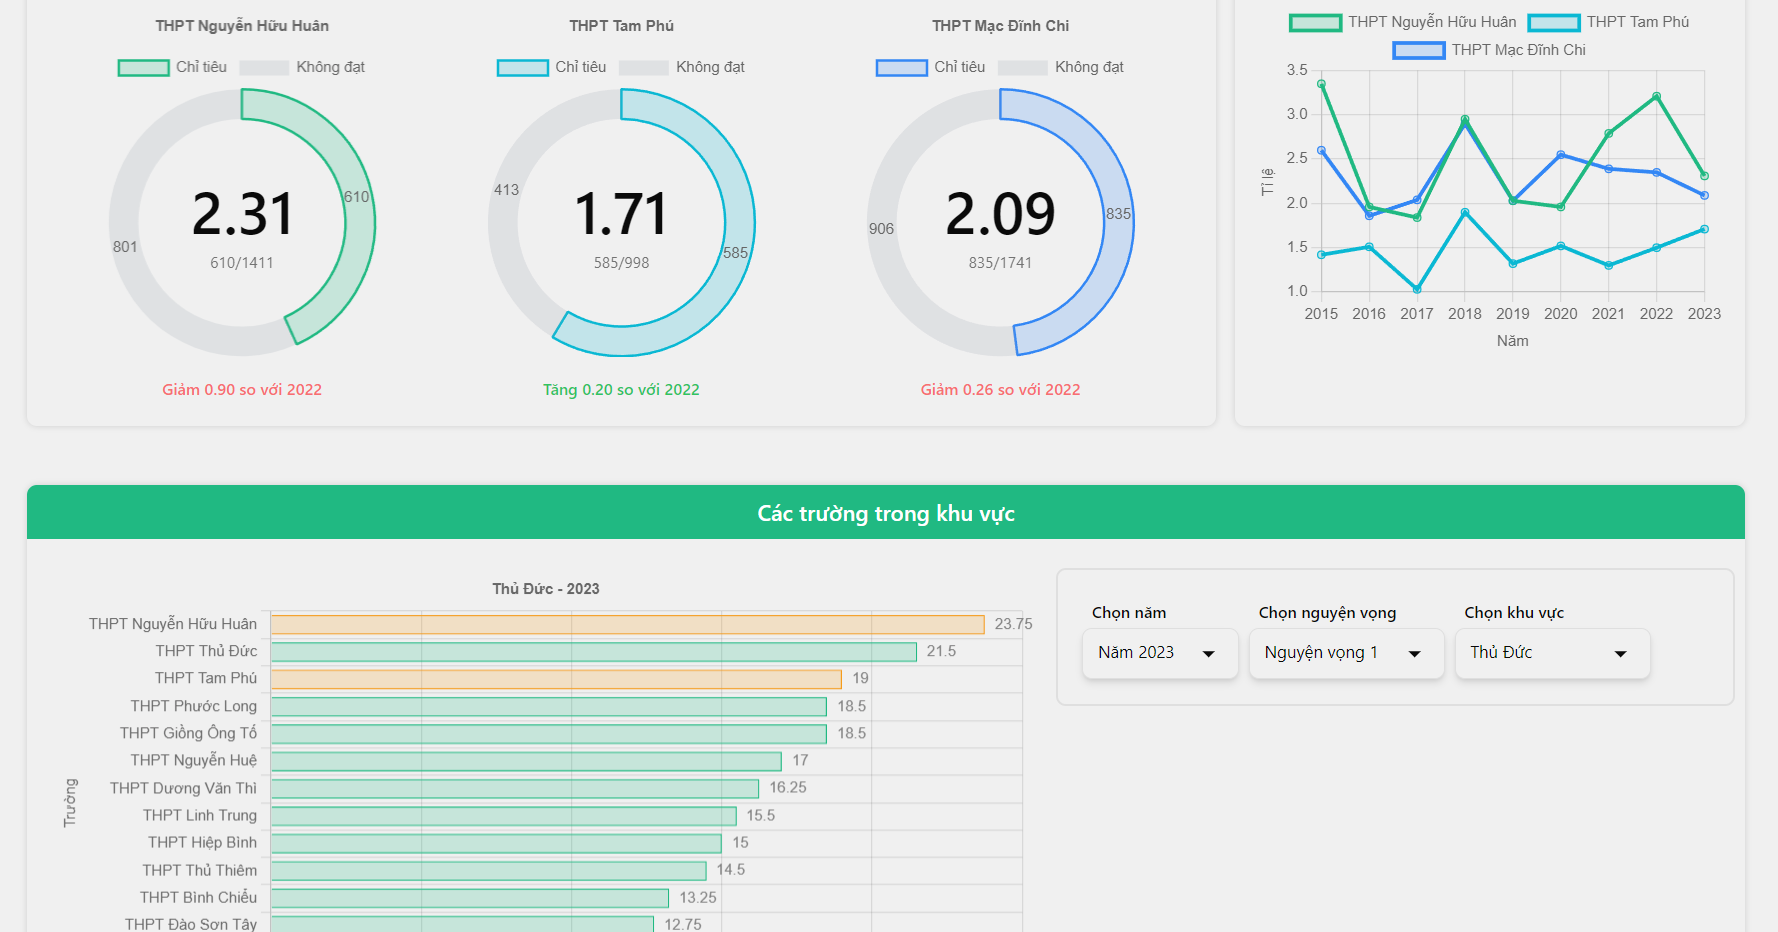 THPT Nguyễn Hữu Huân
THPT Tam Phú
THPT Mạc Đĩnh Chi
Chỉ tiêu Không đạt
Chỉ tiêu Không đạt
Chỉ tiêu Không đạt
610
801
2.31
610/1411
413
585
1.71
585/998
835
906
2.09
835/1741
Giảm 0.90 so với 2022
Tăng 0.20 so với 2022
Giảm 0.26 so với 2022
THPT Nguyễn Hữu Huân THPT Tam Phú
THPT Mạc Đĩnh Chi
3.5
3.0
2.5
2.0
1.5
1.0
Tỉ lệ
2015 2016 2017 2018 2019 2020 2021 2022 2023
Năm
Các trường trong khu vực
Thủ Đức - 2023
Trường
THPT Nguyễn Hữu Huân 23.75
THPT Thủ Đức 21.5
THPT Tam Phú 19
THPT Phước Long 18.5
THPT Giồng Ông Tố 18.5
THPT Nguyễn Huệ 17
THPT Dương Văn Thì 16.25
THPT Linh Trung 15.5
THPT Hiệp Bình 15
THPT Thủ Thiêm 14.5
THPT Bình Chiểu 13.25
THPT Đào Sơn Tây 12.75
Chọn năm
Năm 2023
Chọn nguyện vọng
Nguyện vọng 1
Chọn khu vực
Thủ Đức